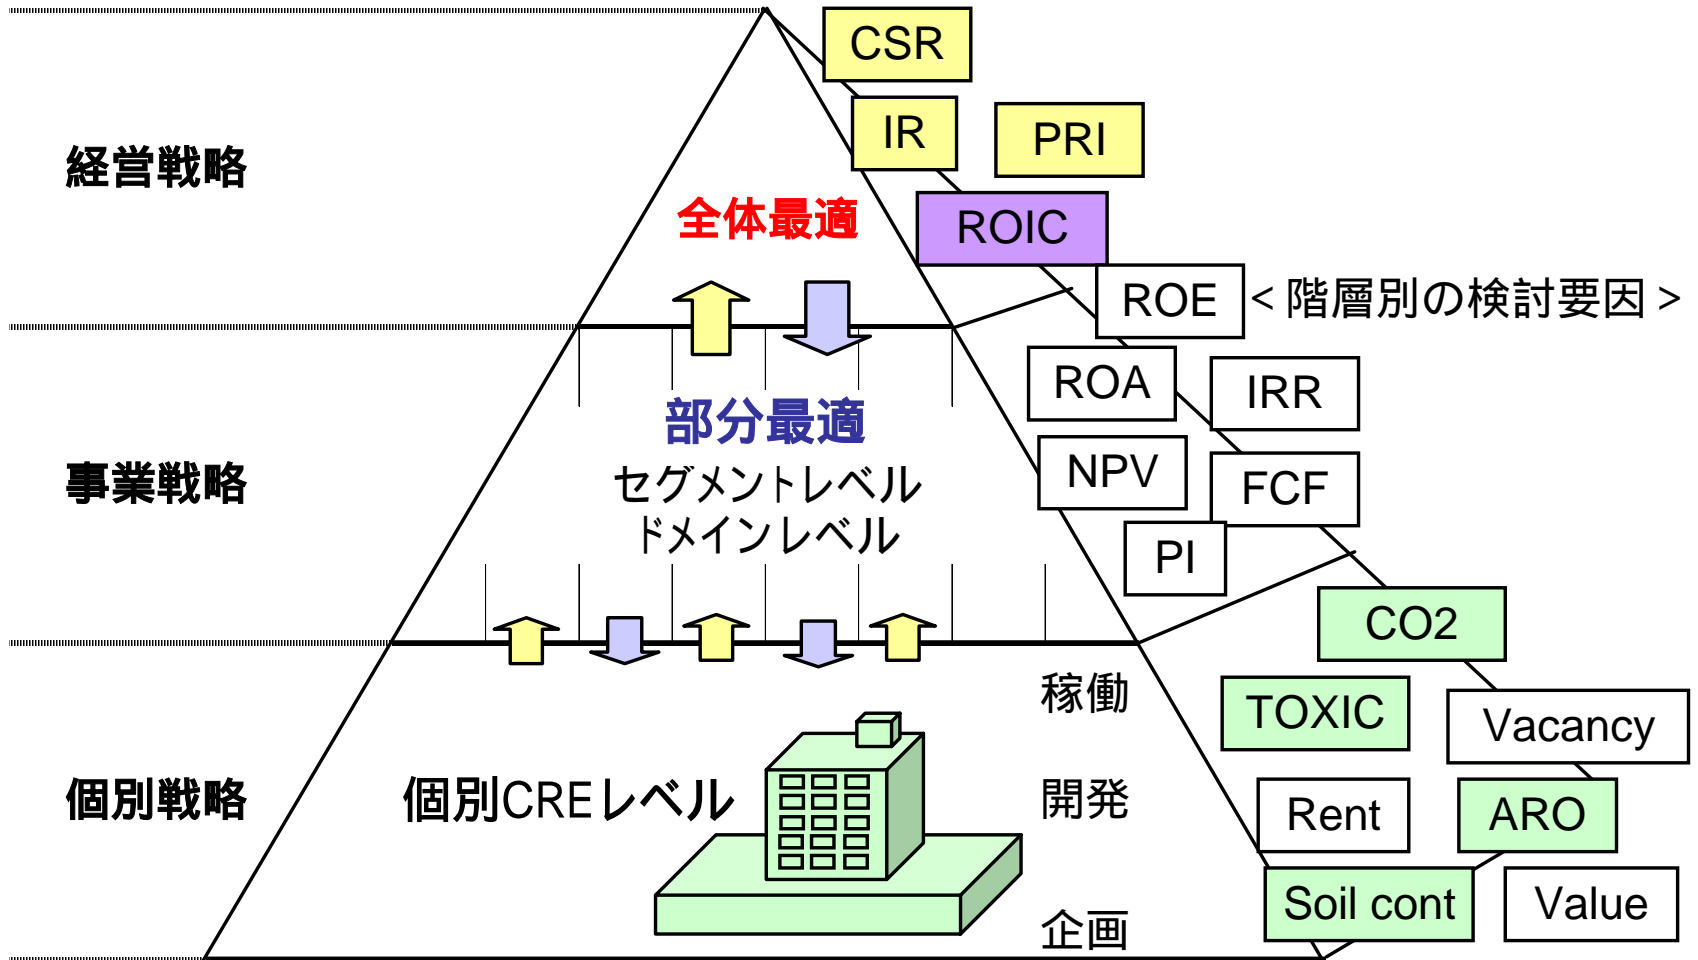 CSR
IR
PRI
経営戦略
全体最適
ROIC
ROE
<階層別の検討要因>
ROA
IRR
部分最適
NPV
FCF
事業戦略
セグメントレベル
ドメインレベル
PI
CO2
稼働
TOXIC
Vacancy
個別戦略
個別CREレベル
開発
Rent
ARO
Soil cont
Value
企画